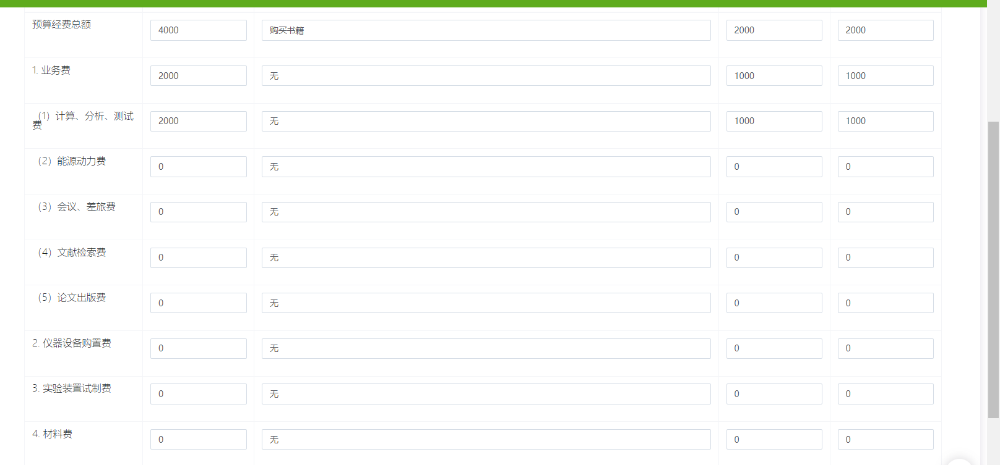 预算经费总额 4000 购买书籍 2000 2000
1. 业务费 2000 无 1000 1000
（1）计算、分析、测试
费 2000 无 1000 1000
（2）能源动力费 0 无 0 0
（3）会议、差旅费 0 无 0 0
（4）文献检索费 0 无 0 0
（5）论文出版费 0 无 0 0
2. 仪器设备购置费 0 无 0 0
3. 实验装置试制费 0 无 0 0
4. 材料费 0 无 0 0